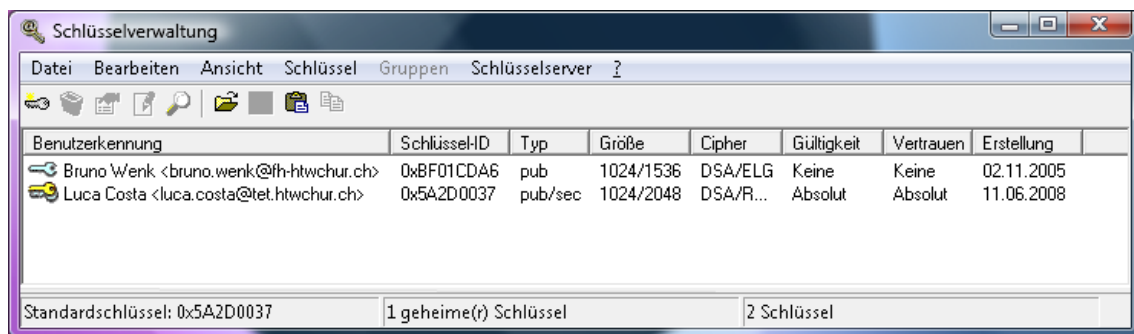 Schlüsselverwaltung
Datei Bearbeiten Ansicht Schlüssel Gruppen Schlüsselserver ?
Benutzerkennung Schlüssel-ID Typ Größe Cipher Gültigkeit Vertrauen Erstellung
Bruno Wenk <bruno.wenk@fh-htwchur.ch> 0xBF01CDA6 pub 1024/1536 DSA/ELG Keine Keine 02.11.2005
Luca Costa <luca.costa@tet.htwchur.ch> 0x5A2D0037 pub/sec 1024/2048 DSA/R... Absolut Absolut 11.06.2008
Standardschlüssel: 0x5A2D0037 1 geheime(r) Schlüssel 2 Schlüssel